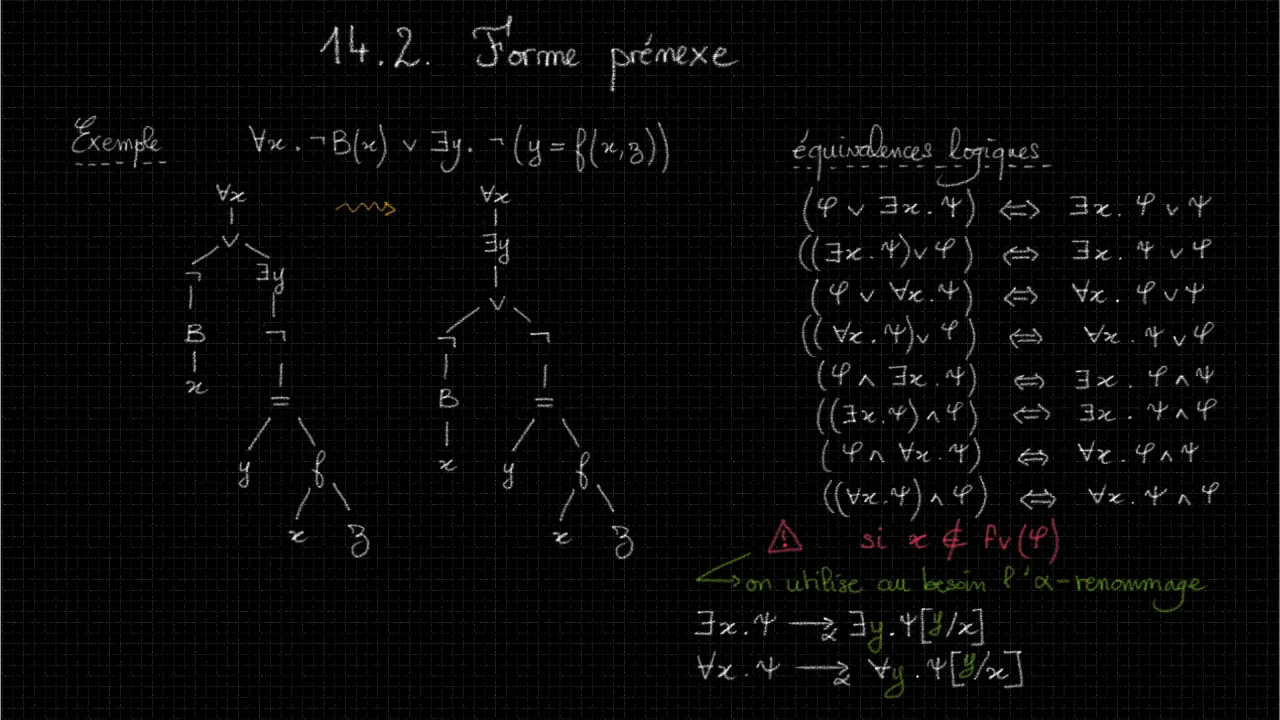 14.2. Forme prénexe
Exemple ∀x.¬B(x) ∨ ∃y.¬(y=f(x,z))
∀x
∨
¬ ∃y
B ¬
x
=
y f
x z
∀x
∃y
∨
¬ ¬
B =
x y f
x z
équivalences logiques
(φ ∨ ∃x.ψ) ⇔ ∃x.φ∨ψ
((∃x.ψ)∨φ) ⇔ ∃x.ψ∨φ
(φ ∨ ∀x.ψ) ⇔ ∀x.φ∨ψ
((∀x.ψ)∨φ) ⇔ ∀x.ψ∨φ
(φ ∧ ∃x.ψ) ⇔ ∃x.φ∧ψ
((∃x.ψ)∧φ) ⇔ ∃x.ψ∧φ
(φ ∧ ∀x.ψ) ⇔ ∀x.φ∧ψ
((∀x.ψ)∧φ) ⇔ ∀x.ψ∧φ
⚠ si x ∉ fv(φ)
↪ on utilise au besoin l'α-renommage
∃x.ψ →α ∃y.ψ[y/x]
∀x.ψ →α ∀y.ψ[y/x]